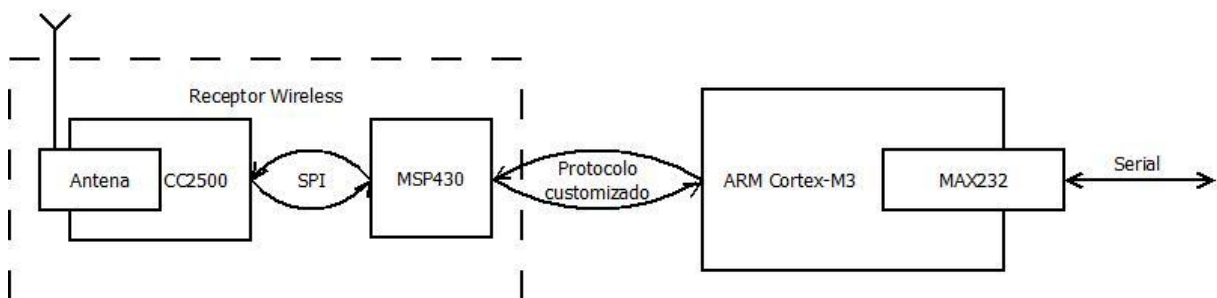 Receptor Wireless
Antena
CC2500
SPI
MSP430
Protocolo
customizado
ARM Cortex-M3
MAX232
Serial